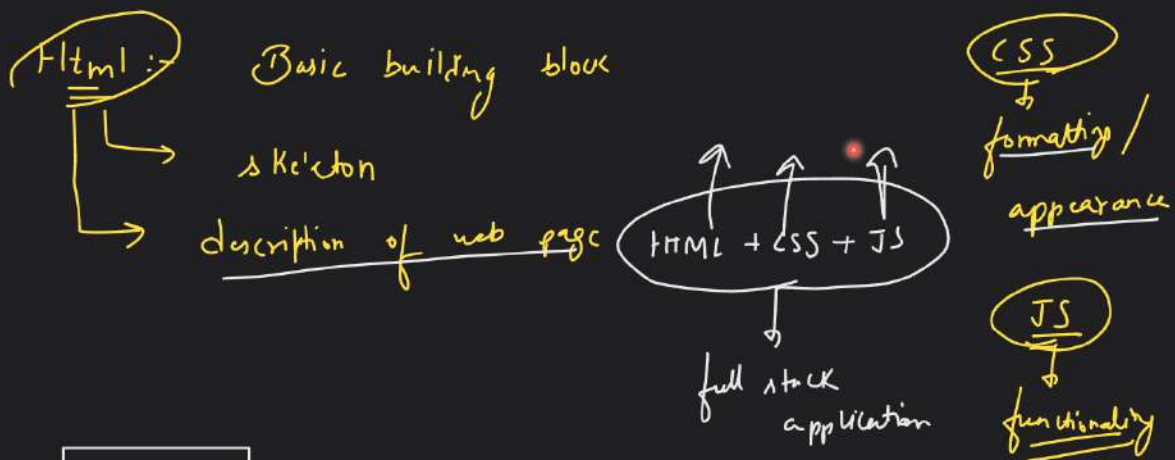 Html :- Basic building block
skeleton
description of web page
HTML + CSS + JS
full stack
application
CSS
formatting /
appearance
JS
functionality